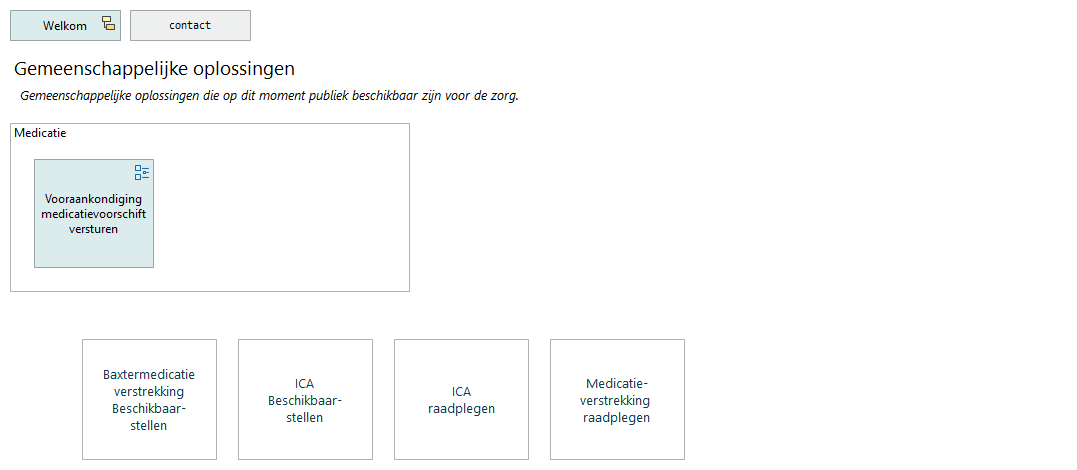 Welkom
contact
Gemeenschappelijke oplossingen
Gemeenschappelijke oplossingen die op dit moment publiek beschikbaar zijn voor de zorg.
Medicatie
Vooraankondiging
medicatievoorschift
versturen
Baxtermedicatie
verstrekking
Beschikbaar-
stellen
ICA
Beschikbaar-
stellen
ICA
raadplegen
Medicatie-
verstrekking
raadplegen